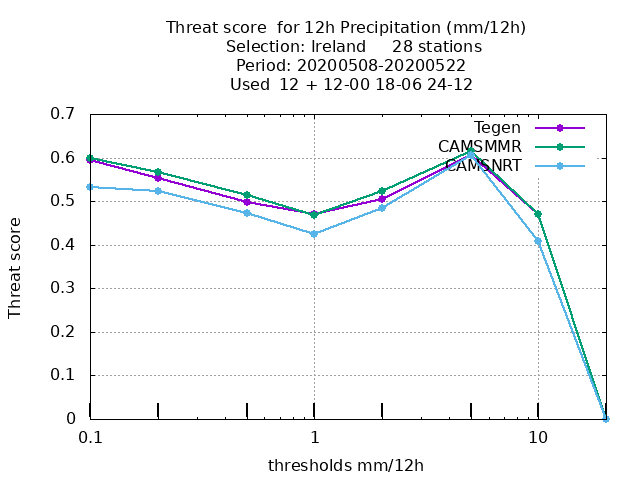 Threat score  for 12h Precipitation (mm/12h)
Selection: Ireland     28 stations
Period: 20200508-20200522
Used  12 + 12-00 18-06 24-12
Tegen
CAMSMMR
CAMSNRT
Threat score
0.7
0.6
0.5
0.4
0.3
0.2
0.1
0
0.1
1
10
thresholds mm/12h